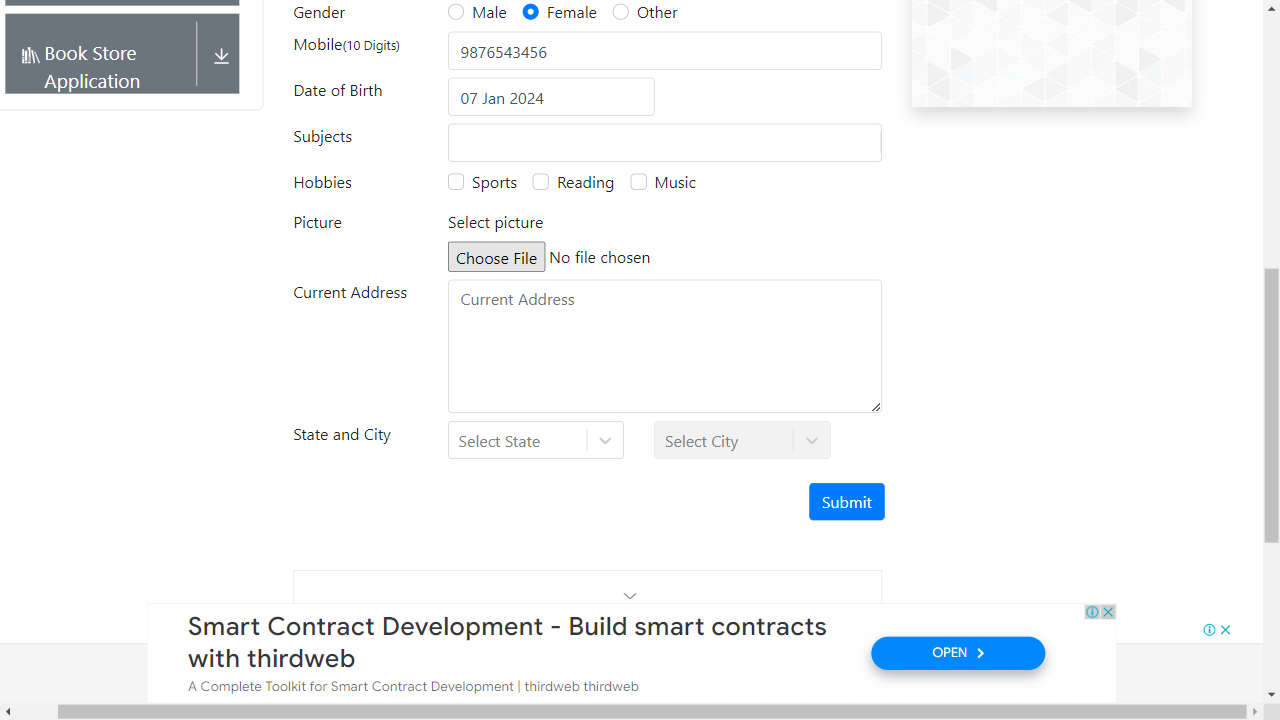 Book Store
Application
Gender
Male
Female
Other
Mobile(10 Digits)
9876543456
Date of Birth
07 Jan 2024
Subjects
Hobbies
Sports
Reading
Music
Picture
Select picture
Choose File No file chosen
Current Address
Current Address
State and City
Select State
Select City
Submit
Smart Contract Development - Build smart contracts
with thirdweb
A Complete Toolkit for Smart Contract Development | thirdweb thirdweb
OPEN